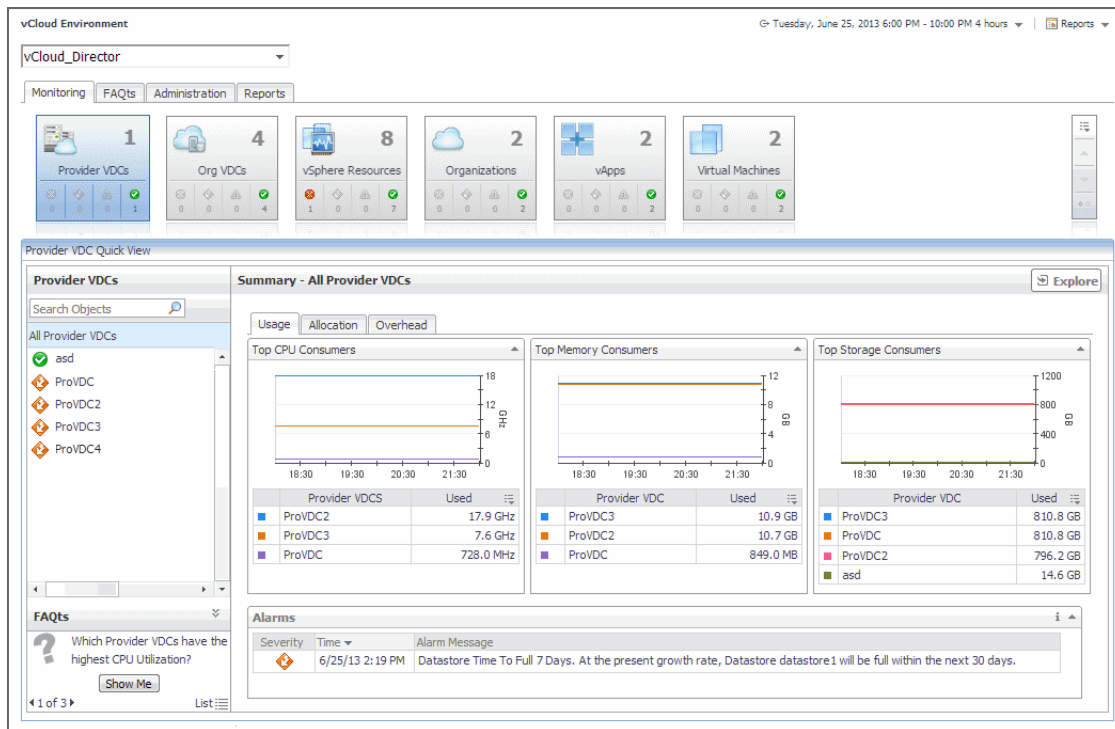 vCloud Environment
Tuesday, June 25, 2013 6:00 PM - 10:00 PM 4 hours
Reports
vCloud_Director
Monitoring FAQts Administration Reports
1 4 8 2 2 2
Provider VDCs Org VDCs vSphere Resources Organizations vApps Virtual Machines
0 0 0 1 0 0 0 4 1 0 0 7 0 0 0 2 0 0 0 2 0 0 0 2
Provider VDC Quick View
Provider VDCs
Search Objects
All Provider VDCs
asd
ProVDC
ProVDC2
ProVDC3
ProVDC4
FAQts
?
Which Provider VDCs have the
highest CPU Utilization?
Show Me
1 of 3
List
Summary - All Provider VDCs
Explore
Usage Allocation Overhead
Top CPU Consumers
18
12
6
0
GHz
18:30 19:30 20:30 21:30
Provider VDCS Used
ProVDC2 17.9 GHz
ProVDC3 7.6 GHz
ProVDC 728.0 MHz
Top Memory Consumers
12
8
4
0
GB
18:30 19:30 20:30 21:30
Provider VDC Used
ProVDC3 10.9 GB
ProVDC2 10.7 GB
ProVDC 849.0 MB
Top Storage Consumers
1200
800
400
0
GB
18:30 19:30 20:30 21:30
Provider VDC Used
ProVDC3 810.8 GB
ProVDC 810.8 GB
ProVDC2 796.2 GB
asd 14.6 GB
Alarms
i
Severity Time Alarm Message
6/25/13 2:19 PM Datastore Time To Full 7 Days. At the present growth rate, Datastore datastore1 will be full within the next 30 days.